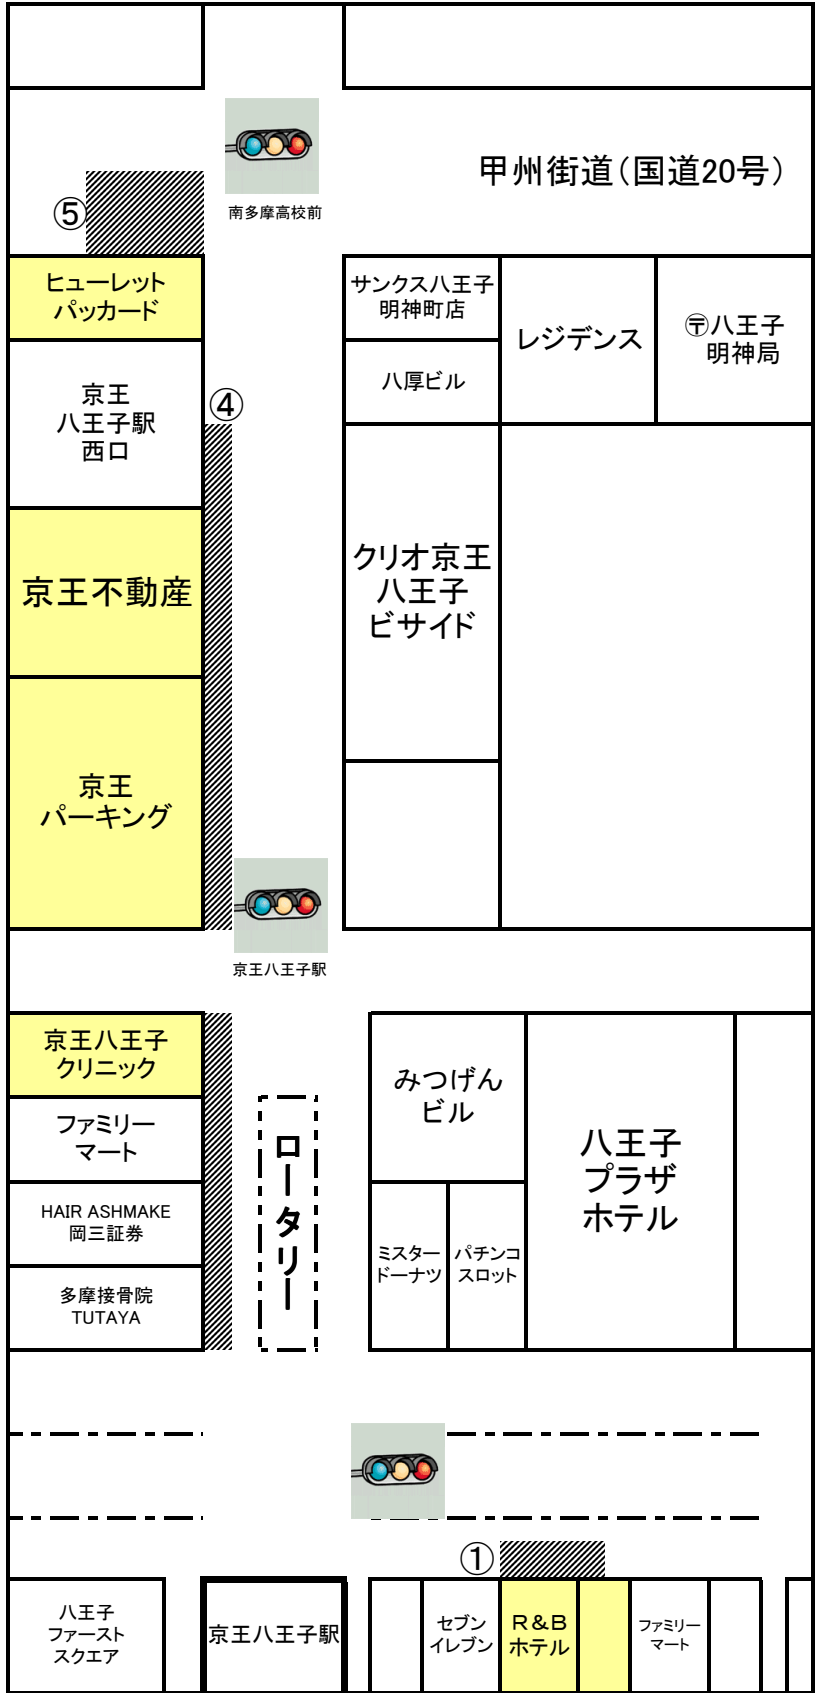 甲州街道（国道20号）
南多摩高校前
⑤
ヒューレット
パッカード
サンクス八王子
明神町店
レジデンス
〶八王子
明神局
京王
八王子駅
西口
④
八厚ビル
京王不動産
クリオ京王
八王子
ビサイド
京王
パーキング
京王八王子駅
京王八王子
クリニック
ファミリー
マート
HAIR ASHMAKE
岡三証券
多摩接骨院
TUTAYA
ロータリー
みつげん
ビル
ミスター
ドーナツ
パチンコ
スロット
八王子
プラザ
ホテル
①
八王子
ファースト
スクエア
京王八王子駅
セブン
イレブン
R＆B
ホテル
ファミリー
マート